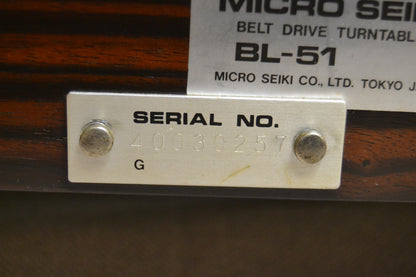 MICRO SEI
BELT DRIVE TURNTABL
BL-51
MICRO SEIKI CO., LTD. TOKYO J
SERIAL NO.
40030257
G